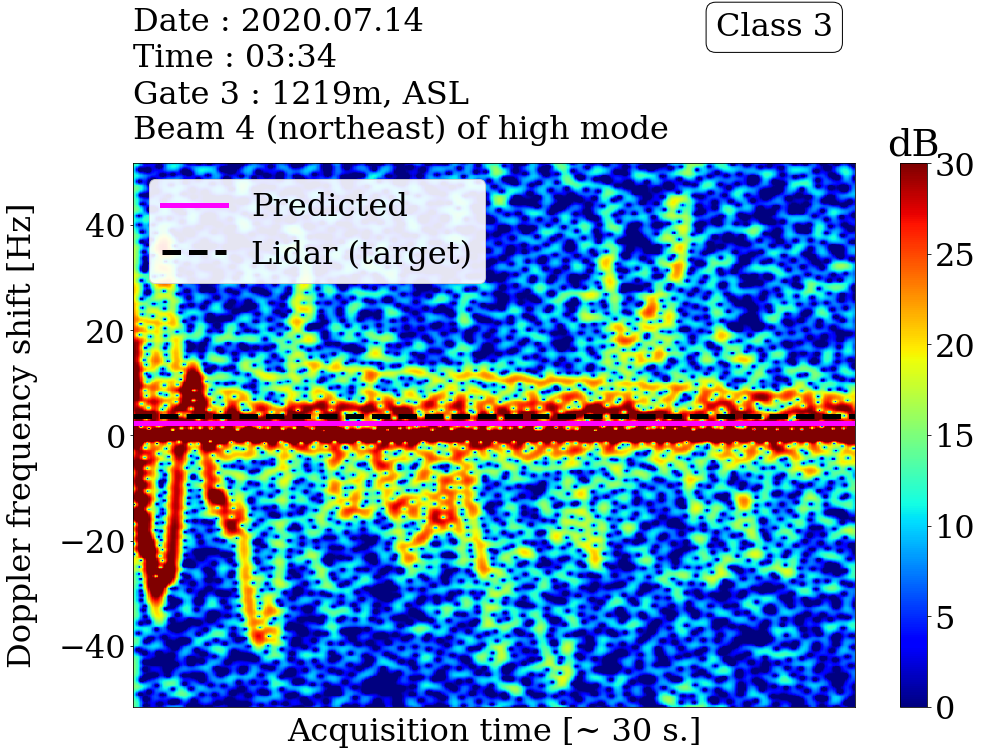 Date : 2020.07.14
Time : 03:34
Gate 3 : 1219m, ASL
Beam 4 (northeast) of high mode
Class 3
dB
Predicted
Lidar (target)
Doppler frequency shift [Hz]
40
20
0
−20
−40
30
25
20
15
10
5
0
Acquisition time [~ 30 s.]